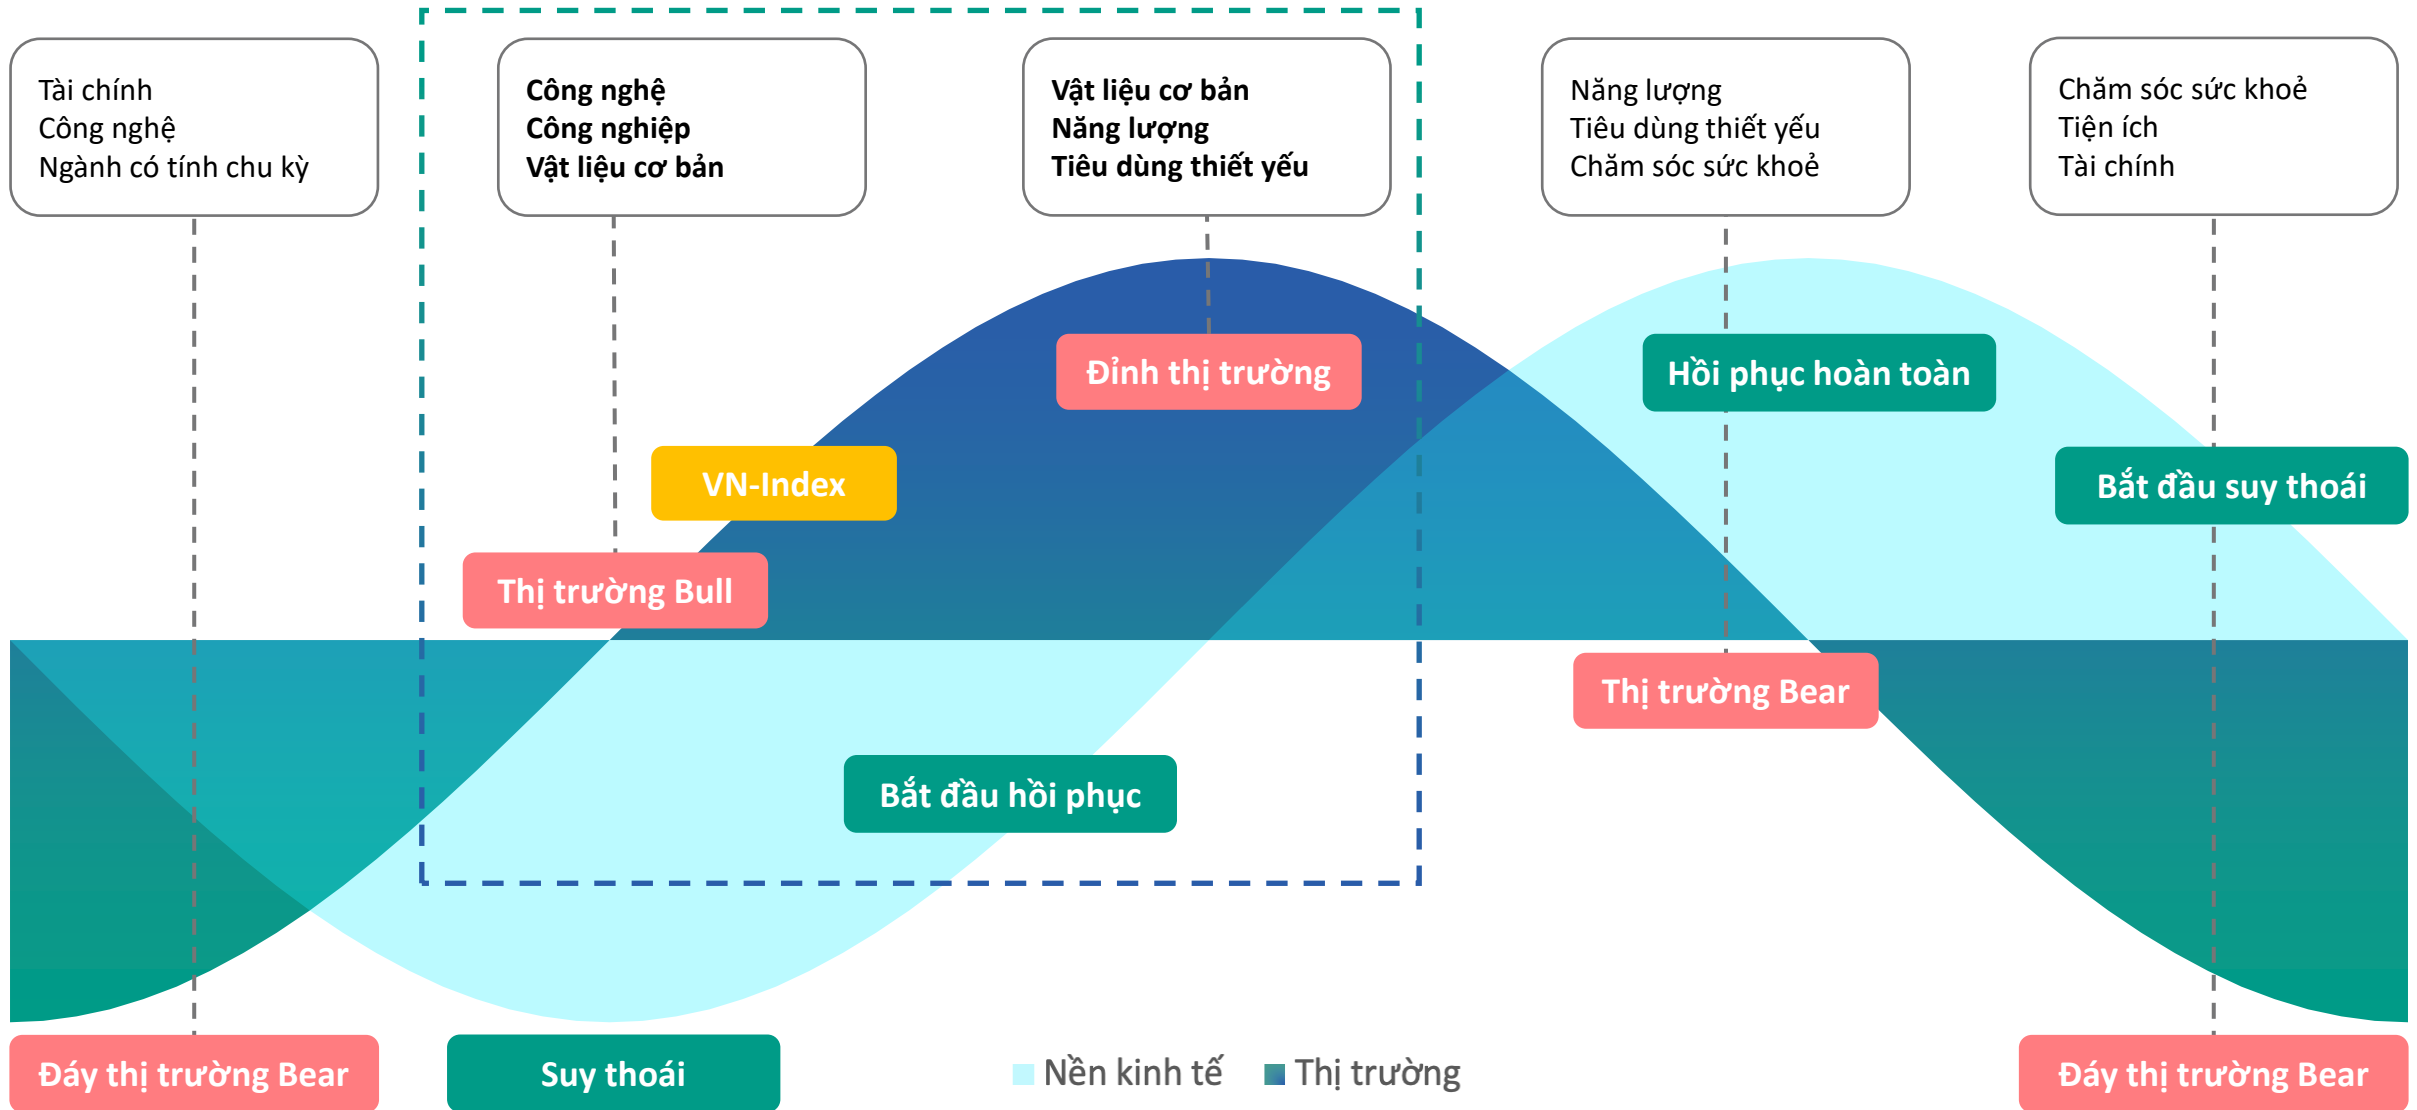 Tài chính
Công nghệ
Ngành có tính chu kỳ
Công nghệ
Công nghiệp
Vật liệu cơ bản
Vật liệu cơ bản
Năng lượng
Tiêu dùng thiết yếu
Năng lượng
Tiêu dùng thiết yếu
Chăm sóc sức khoẻ
Chăm sóc sức khoẻ
Tiện ích
Tài chính
Đỉnh thị trường
Hồi phục hoàn toàn
VN-Index
Bắt đầu suy thoái
Thị trường Bull
Thị trường Bear
Bắt đầu hồi phục
Đáy thị trường Bear
Suy thoái
Nền kinh tế
Thị trường
Đáy thị trường Bear